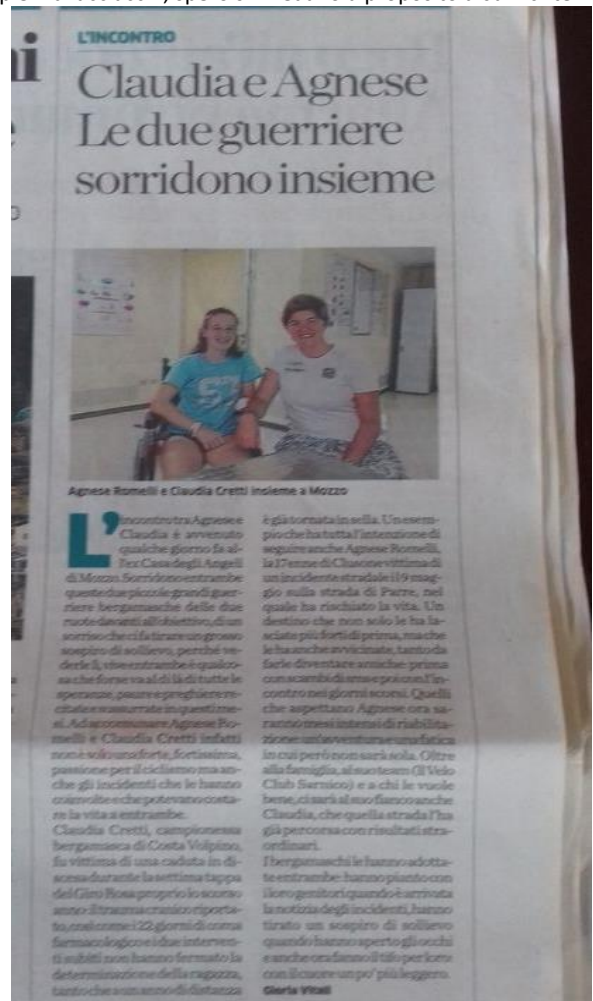 L'INCONTRO
Claudia e Agnese
Le due guerriere
sorridono insieme
Agnese Romelli e Claudia Cretti insieme a Mozzo
L'incontro tra Agnese e
Claudia è avvenuto
qualche giorno fa al-
l'ex Casa degli Angeli
di Mozzo. Sorridono entrambe
queste due piccole grandi guer-
riere bergamasche delle due
ruote davanti all'obiettivo, di un
sorriso che ci fa tirare un grosso
sospiro di sollievo, perché ve-
derle lì, vive entrambe è qualco-
sa che forse va al di là di tutte le
speranze, paure e preghiere re-
citate e sussurrate in questi me-
si. Ad accomunare Agnese Ro-
melli e Claudia Cretti infatti
non è solo una forte, fortissima,
passione per il ciclismo ma an-
che gli incidenti che le hanno
coinvolte e che potevano costa-
re la vita a entrambe.
Claudia Cretti, campionessa
bergamasca di Costa Volpino,
fu vittima di una caduta in di-
scesa durante la settima tappa
del Giro Rosa proprio lo scorso
anno: il trauma cranico riporta-
to, così come i 22 giorni di coma
farmacologico e i due interven-
ti subiti non hanno fermato la
determinazione della ragazza,
tanto che a un anno di distanza
è già tornata in sella. Un esem-
pio che ha tutta l'intenzione di
seguire anche Agnese Romelli,
la 17enne di Clusone vittima di
un incidente stradale il 9 mag-
gio sulla strada di Parre, nel
quale ha rischiato la vita. Un
destino che non solo le ha la-
sciate più forti di prima, ma che
le ha anche avvicinate, tanto da
farle diventare amiche: prima
con scambi di sms e poi con l'in-
contro nei giorni scorsi. Quelli
che aspettano Agnese ora sa-
ranno mesi intensi di riabilita-
zione: un'avventura e una fatica
in cui però non sarà sola. Oltre
alla famiglia, al suo team (il Velo
Club Sarnico) e a chi le vuole
bene, ci sarà al suo fianco anche
Claudia, che quella strada l'ha
già percorsa con risultati stra-
ordinari.
I bergamaschi le hanno adotta-
te entrambe: hanno pianto con
i loro genitori quando è arrivata
la notizia degli incidenti, hanno
tirato un sospiro di sollievo
quando hanno aperto gli occhi
e anche ora fanno il tifo per loro:
con il cuore un po' più leggero.
Gloria Vitali